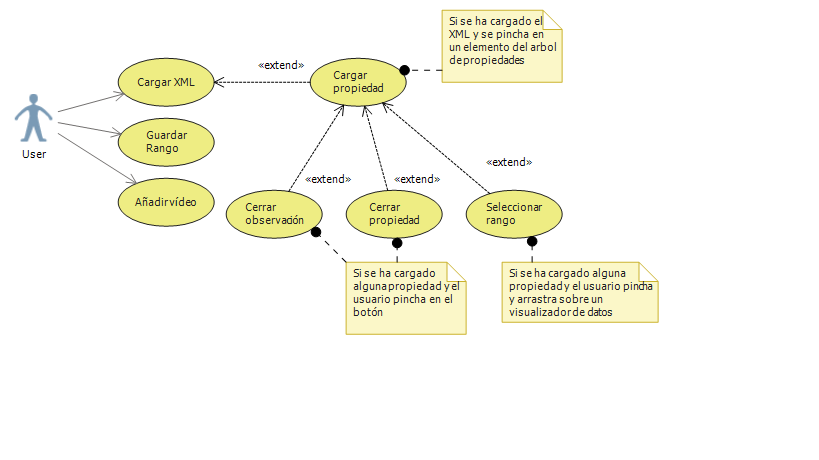 Si se ha cargado el
XML y se pincha en
un elemento del arbol
de propiedades
«extend»
Cargar XML
Cargar
propiedad
User
Guardar
Rango
Añadir vídeo
«extend»
«extend»
«extend»
Cerrar
observación
Cerrar
propiedad
Seleccionar
rango
Si se ha cargado
alguna propiedad y el
usuario pincha en el
botón
Si se ha cargado alguna
propiedad y el usuario pincha
y arrastra sobre un
visualizador de datos